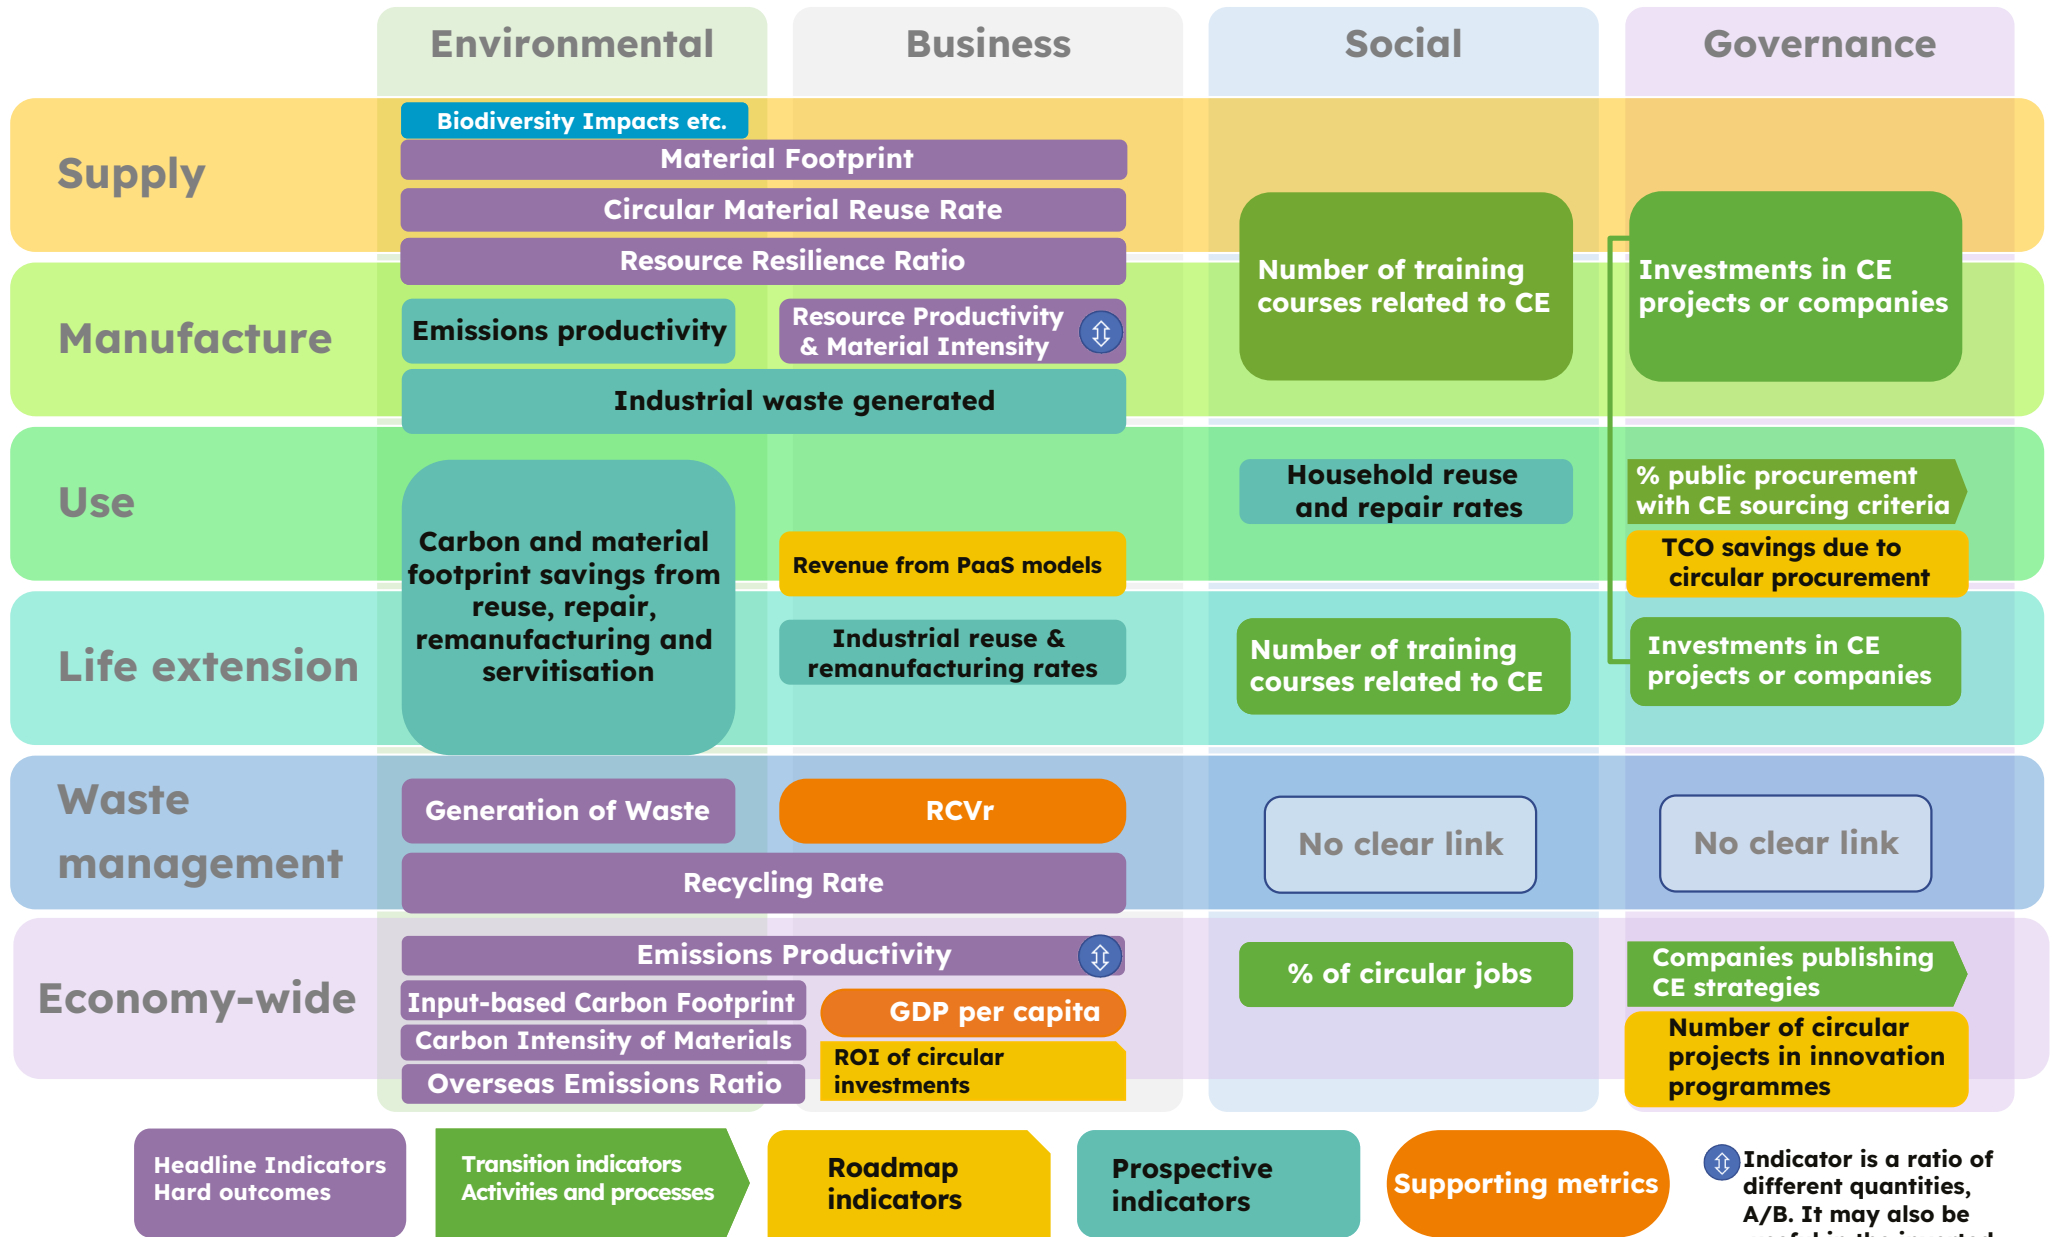 Environmental
Business
Social
Governance
Supply
Biodiversity Impacts etc.
Material Footprint
Circular Material Reuse Rate
Resource Resilience Ratio
Number of training
courses related to CE
Investments in CE
projects or companies
Manufacture
Emissions productivity
Resource Productivity
& Material Intensity
Industrial waste generated
Use
Carbon and material
footprint savings from
reuse, repair,
remanufacturing and
servitisation
Revenue from PaaS models
Household reuse
and repair rates
% public procurement
with CE sourcing criteria
TCO savings due to
circular procurement
Life extension
Industrial reuse &
remanufacturing rates
Number of training
courses related to CE
Investments in CE
projects or companies
Waste
management
Generation of Waste
RCVr
Recycling Rate
No clear link
No clear link
Economy-wide
Emissions Productivity
Input-based Carbon Footprint
Carbon Intensity of Materials
Overseas Emissions Ratio
GDP per capita
ROI of circular
investments
% of circular jobs
Companies publishing
CE strategies
Number of circular
projects in innovation
programmes
Headline Indicators
Hard outcomes
Transition indicators
Activities and processes
Roadmap
indicators
Prospective
indicators
Supporting metrics
Indicator is a ratio of
different quantities,
A/B. It may also be